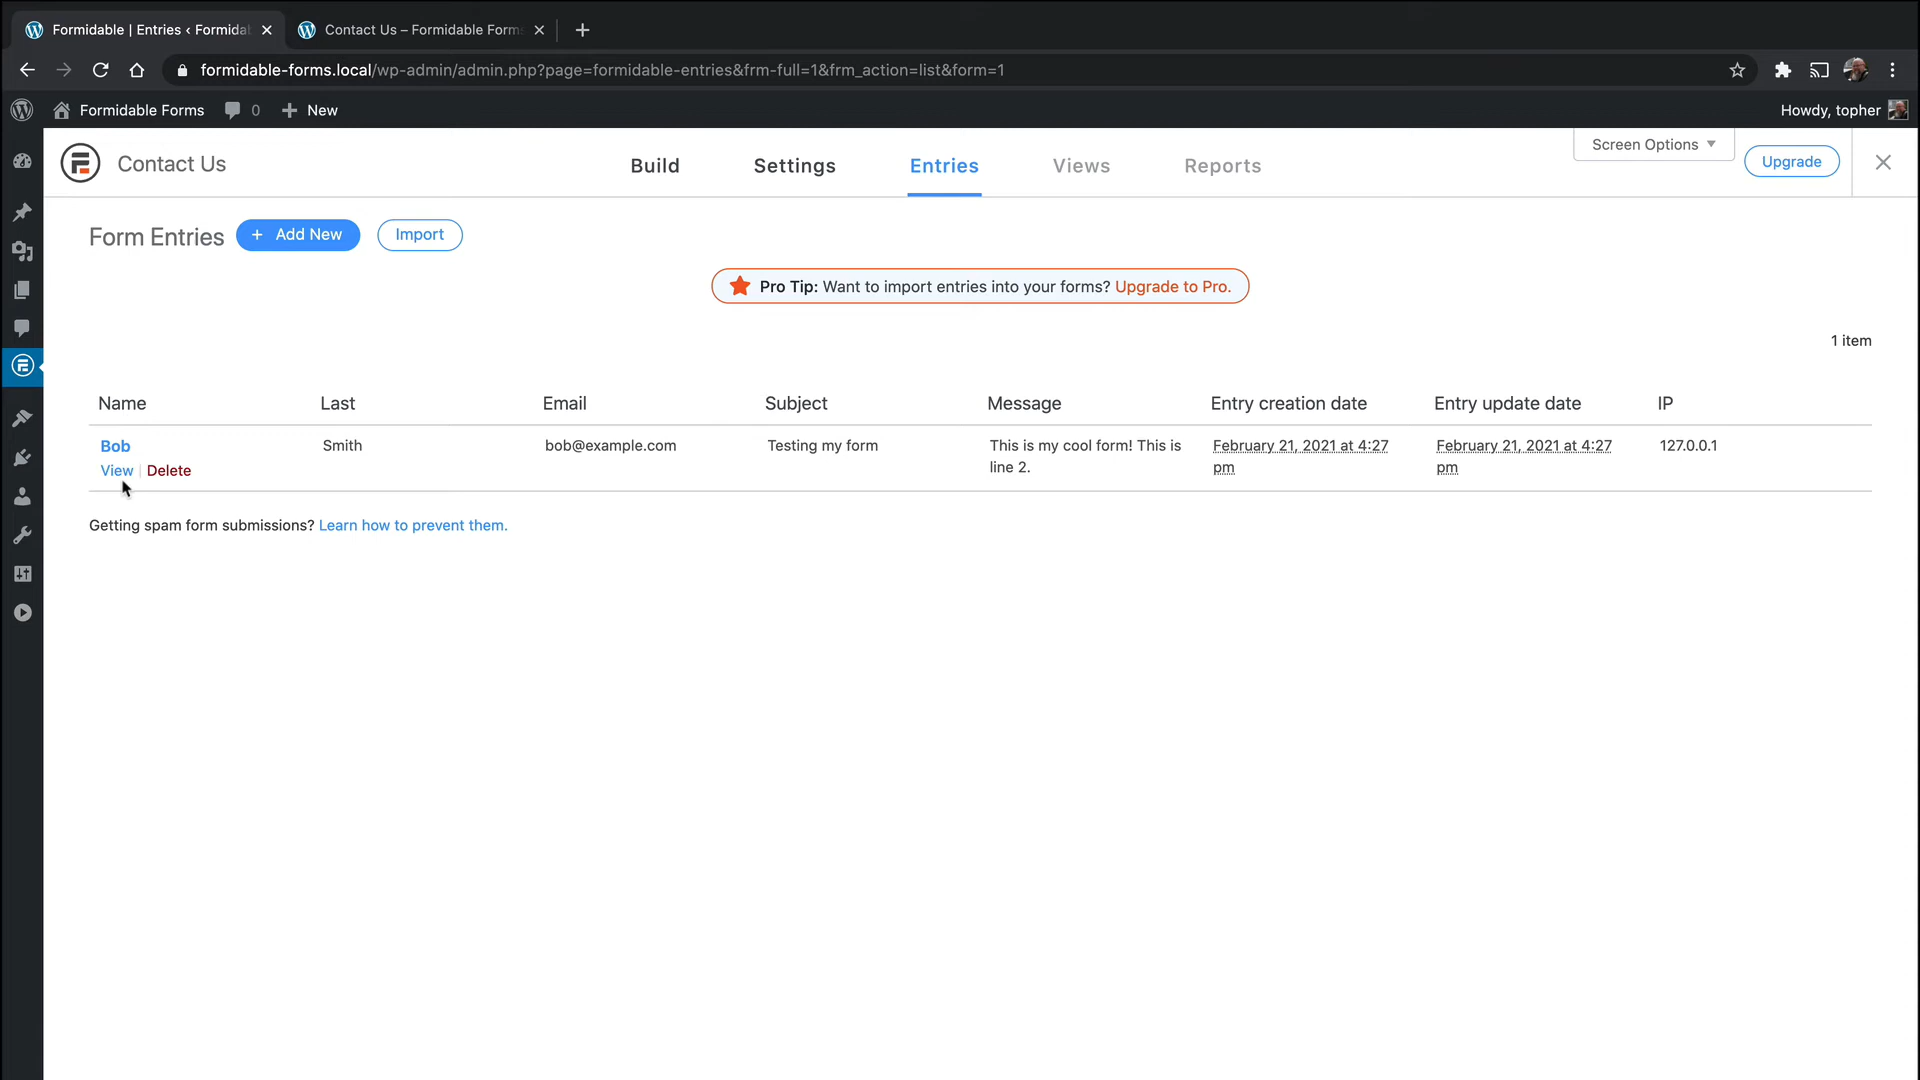 Formidable | Entries ‹ Formida
Contact Us – Formidable Form
formidable-forms.local/wp-admin/admin.php?page=formidable-entries&frm-full=1&frm_action=list&form=1
Formidable Forms 0 New
Howdy, topher
Contact Us
Build Settings Entries Views Reports
Screen Options
Upgrade
Form Entries + Add New Import
Pro Tip: Want to import entries into your forms? Upgrade to Pro.
1 item
Name Last Email Subject Message Entry creation date Entry update date IP
Bob Smith bob@example.com Testing my form This is my cool form! This is February 21, 2021 at 4:27 February 21, 2021 at 4:27 127.0.0.1
View | Delete line 2. pm pm
Getting spam form submissions? Learn how to prevent them.